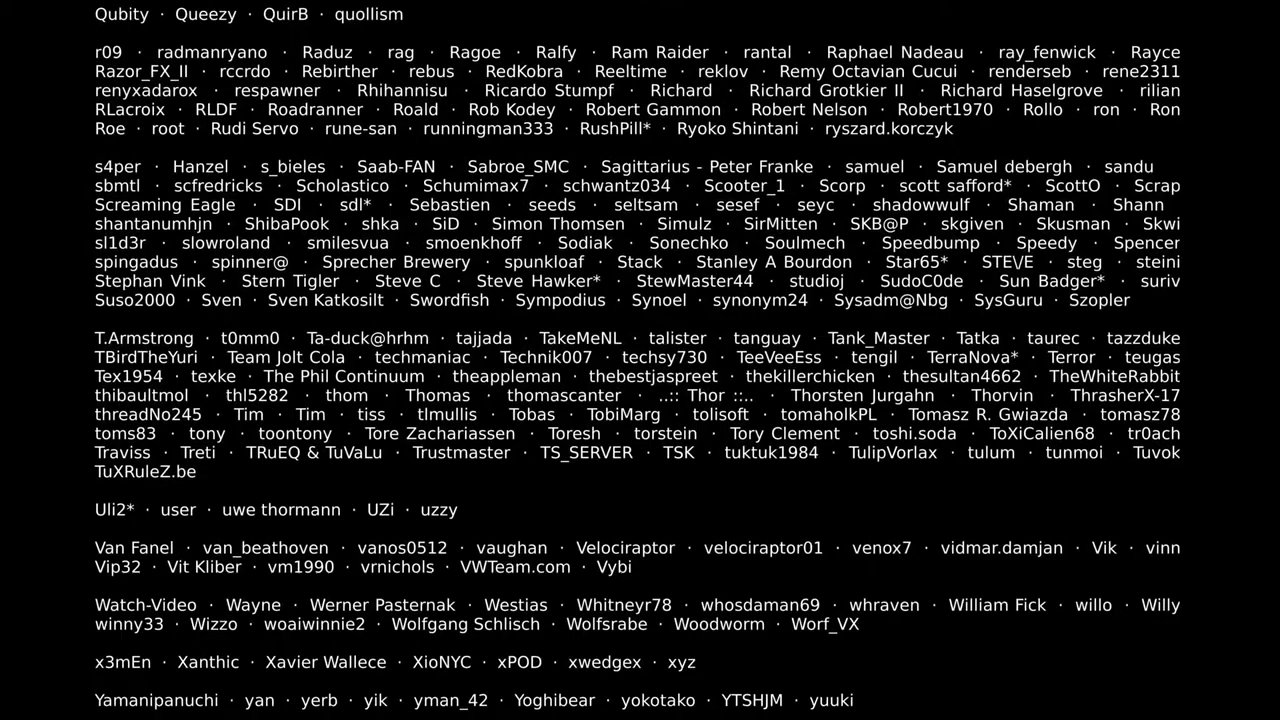 Qubity · Queezy · QuirB · quollism
r09 · radmanryano · Raduz · rag · Ragoe · Ralfy · Ram Raider · rantal · Raphael Nadeau · ray_fenwick · Rayce
Razor_FX_II · rccrdo · Rebirther · rebus · RedKobra · Reeltime · reklov · Remy Octavian Cucui · renderseb · rene2311
renyxadarox · respawner · Rhihannisu · Ricardo Stumpf · Richard · Richard Grotkier II · Richard Haselgrove · rilian
RLacroix · RLDF · Roadranner · Roald · Rob Kodey · Robert Gammon · Robert Nelson · Robert1970 · Rollo · ron · Ron
Roe · root · Rudi Servo · rune-san · runningman333 · RushPill* · Ryoko Shintani · ryszard.korczyk
s4per · Hanzel · s_bieles · Saab-FAN · Sabroe_SMC · Sagittarius - Peter Franke · samuel · Samuel debergh · sandu
sbmtl · scfredricks · Scholastico · Schumimax7 · schwantz034 · Scooter_1 · Scorp · scott safford* · ScottO · Scrap
Screaming Eagle · SDI · sdl* · Sebastien · seeds · seltsam · sesef · seyc · shadowwulf · Shaman · Shann
shantanumhjn · ShibaPook · shka · SiD · Simon Thomsen · Simulz · SirMitten · SKB@P · skgiven · Skusman · Skwi
sl1d3r · slowroland · smilesvua · smoenkhoff · Sodiak · Sonechko · Soulmech · Speedbump · Speedy · Spencer
spingadus · spinner@ · Sprecher Brewery · spunkloaf · Stack · Stanley A Bourdon · Star65* · STE\/E · steg · steini
Stephan Vink · Stern Tigler · Steve C · Steve Hawker* · StewMaster44 · studioj · SudoC0de · Sun Badger* · suriv
Suso2000 · Sven · Sven Katkosilt · Swordfish · Sympodius · Synoel · synonym24 · Sysadm@Nbg · SysGuru · Szopler
T.Armstrong · t0mm0 · Ta-duck@hrhm · tajjada · TakeMeNL · talister · tanguay · Tank_Master · Tatka · taurec · tazzduke
TBirdTheYuri · Team Jolt Cola · techmaniac · Technik007 · techsy730 · TeeVeeEss · tengil · TerraNova* · Terror · teugas
Tex1954 · texke · The Phil Continuum · theappleman · thebestjaspreet · thekillerchicken · thesultan4662 · TheWhiteRabbit
thibaultmol · thl5282 · thom · Thomas · thomascanter · ..:: Thor ::.. · Thorsten Jurgahn · Thorvin · ThrasherX-17
threadNo245 · Tim · Tim · tiss · tlmullis · Tobas · TobiMarg · tolisoft · tomaholkPL · Tomasz R. Gwiazda · tomasz78
toms83 · tony · toontony · Tore Zachariassen · Toresh · torstein · Tory Clement · toshi.soda · ToXiCalien68 · tr0ach
Traviss · Treti · TRuEQ & TuVaLu · Trustmaster · TS_SERVER · TSK · tuktuk1984 · TulipVorlax · tulum · tunmoi · Tuvok
TuXRuleZ.be
Uli2* · user · uwe thormann · UZi · uzzy
Van Fanel · van_beathoven · vanos0512 · vaughan · Velociraptor · velociraptor01 · venox7 · vidmar.damjan · Vik · vinn
Vip32 · Vit Kliber · vm1990 · vrnichols · VWTeam.com · Vybi
Watch-Video · Wayne · Werner Pasternak · Westias · Whitneyr78 · whosdaman69 · whraven · William Fick · willo · Willy
winny33 · Wizzo · woaiwinnie2 · Wolfgang Schlisch · Wolfsrabe · Woodworm · Worf_VX
x3mEn · Xanthic · Xavier Wallece · XioNYC · xPOD · xwedgex · xyz
Yamanipanuchi · yan · yerb · yik · yman_42 · Yoghibear · yokotako · YTSHJM · yuuki